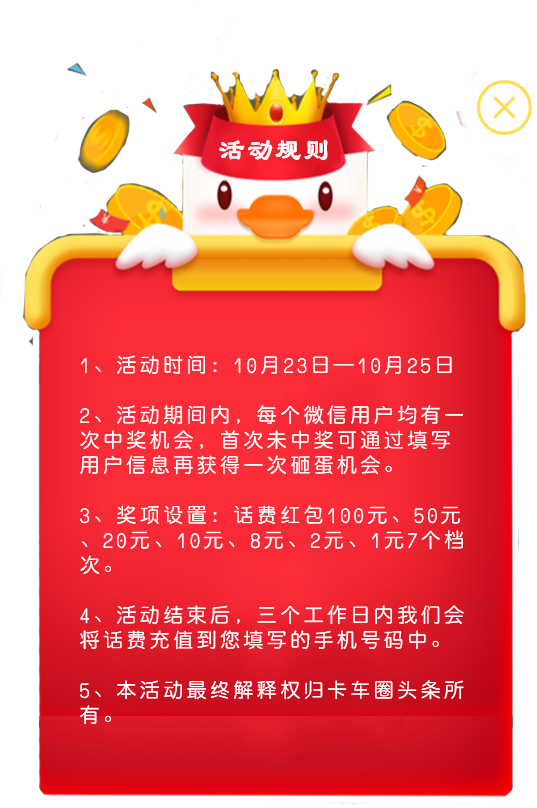 活动规则
1、活动时间：10月23日—10月25日
2、活动期间内，每个微信用户均有一
次中奖机会，首次未中奖可通过填写
用户信息再获得一次砸蛋机会。
3、奖项设置：话费红包100元、50元
、20元、10元、8元、2元、1元7个档
次。
4、活动结束后，三个工作日内我们会
将话费充值到您填写的手机号码中。
5、本活动最终解释权归卡车圈头条所
有。